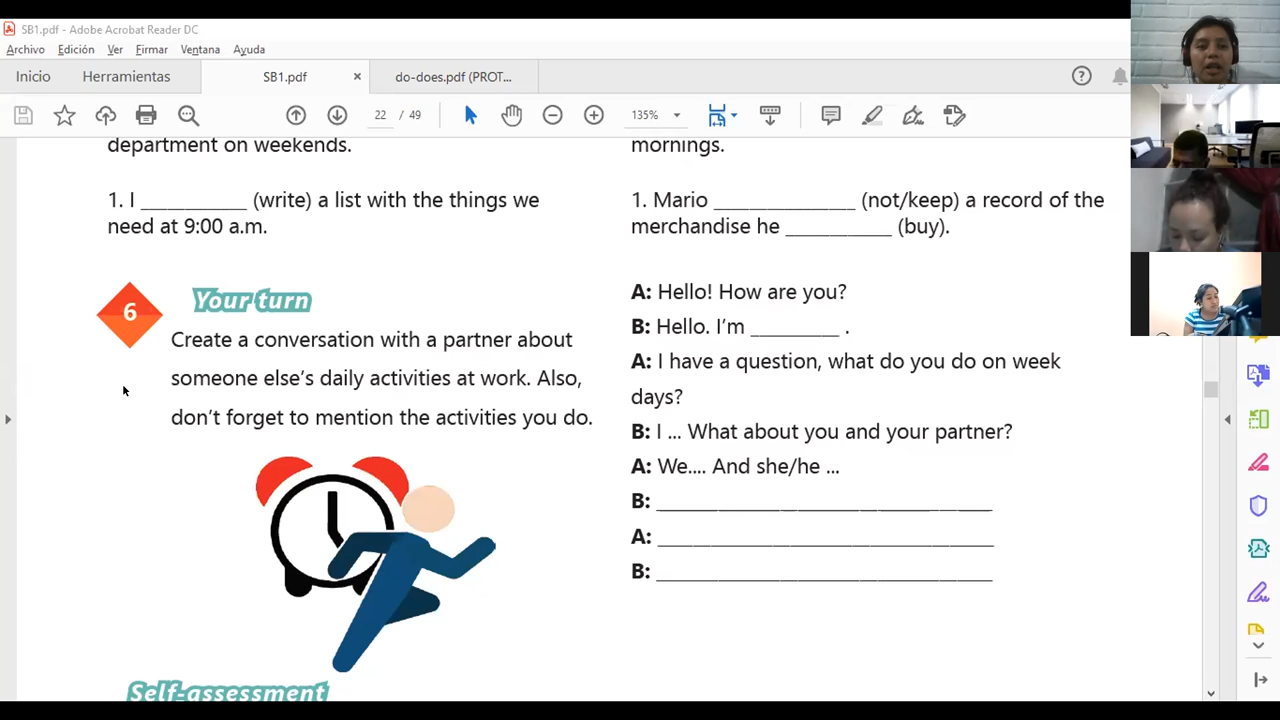 SB1.pdf - Adobe Acrobat Reader DC
Archivo Edición Ver Firmar Ventana Ayuda
Inicio Herramientas SB1.pdf × do-does.pdf (PROT...
22 / 49 135%
department on weekends.
1. I __________ (write) a list with the things we
need at 9:00 a.m.
6
Your turn
Create a conversation with a partner about
someone else's daily activities at work. Also,
don't forget to mention the activities you do.
Self-assessment
mornings.
1. Mario ______________ (not/keep) a record of the
merchandise he __________ (buy).
A: Hello! How are you?
B: Hello. I'm _________ .
A: I have a question, what do you do on week
days?
B: I ... What about you and your partner?
A: We.... And she/he ...
B: __________________________________
A: __________________________________
B: __________________________________